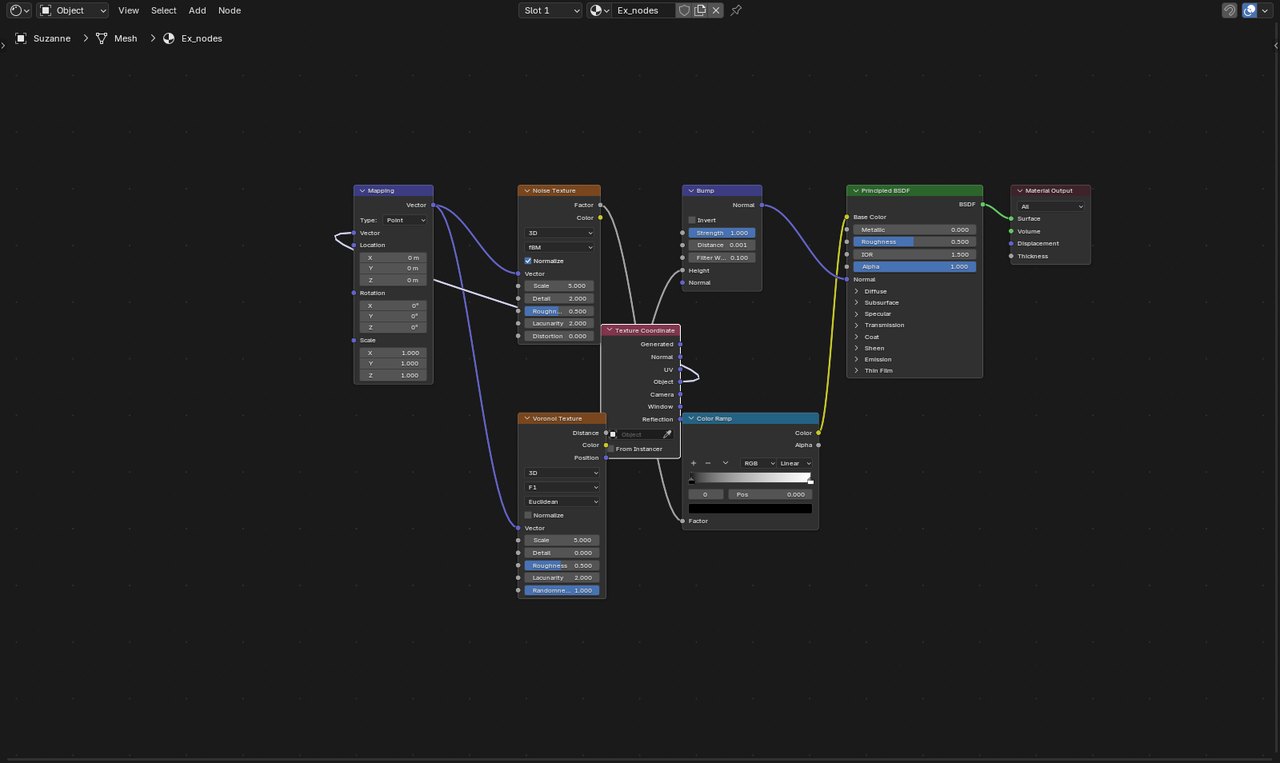 Object View Select Add Node Slot 1 Ex_nodes
Suzanne Mesh Ex_nodes
Mapping
Vector
Type: Point
Vector
Location
X 0 m
Y 0 m
Z 0 m
Rotation
X 0°
Y 0°
Z 0°
Scale
X 1.000
Y 1.000
Z 1.000
Noise Texture
Factor
Color
3D
fBM
Normalize
Vector
Scale 5.000
Detail 2.000
Roughn... 0.500
Lacunarity 2.000
Distortion 0.000
Voronoi Texture
Distance
Color
Position
3D
F1
Euclidean
Normalize
Vector
Scale 5.000
Detail 0.000
Roughness 0.500
Lacunarity 2.000
Randomne... 1.000
Texture Coordinate
Generated
Normal
UV
Object
Camera
Window
Reflection
Object
From Instancer
Bump
Normal
Invert
Strength 1.000
Distance 0.001
Filter W... 0.100
Height
Normal
Color Ramp
Color
Alpha
RGB Linear
0 Pos 0.000
Factor
Principled BSDF
BSDF
Base Color
Metallic 0.000
Roughness 0.500
IOR 1.500
Alpha 1.000
Normal
Diffuse
Subsurface
Specular
Transmission
Coat
Sheen
Emission
Thin Film
Material Output
All
Surface
Volume
Displacement
Thickness